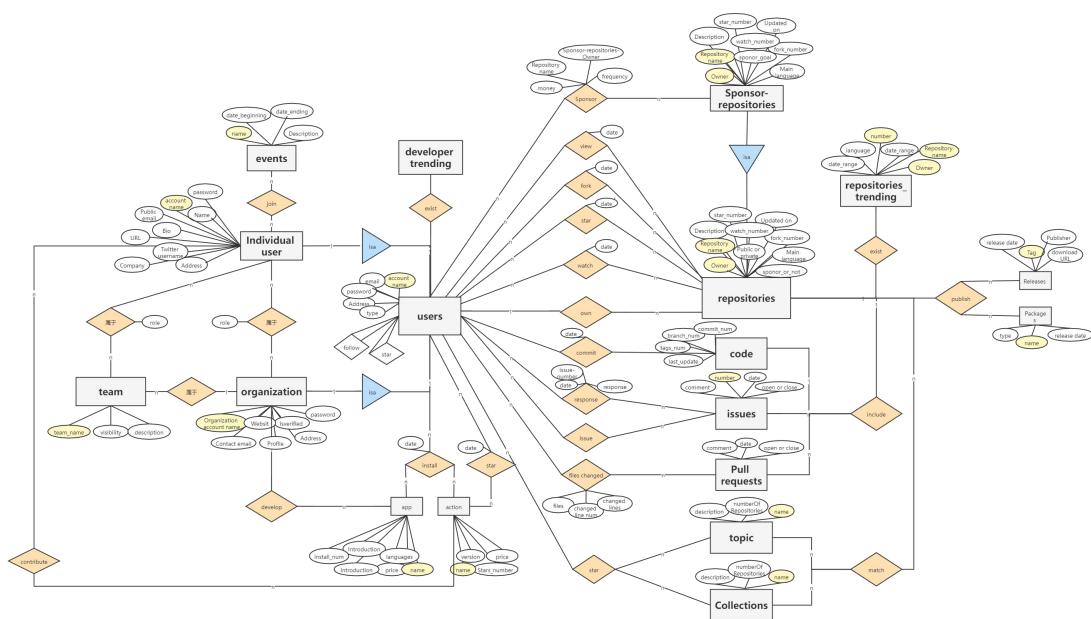 star_number
Updated on
Description
watch_number
fork_number
Repository name
sponor_goal
Owner
Main language
Sponsor-repositories
Sponsor-repositories-Owner
Repository name
frequency
money
Sponsor
n
n
isa
date_beginning
date_ending
name
Description
events
n
join
n
developer trending
exist
view
date
fork
date
star
date
watch
date
number
language
date_range
Repository name
date_range
Owner
repositories_trending
exist
password
account name
Public email
Name
Bio
URL
Twitter username
Company
Address
Individual user
isa
email
account name
password
Address
type
users
follow
star
star_number
Updated on
Description
watch_number
fork_number
Repository name
Public or private
Main language
Owner
sponor_or_not
repositories
own
Publisher
release date
Tag
download URL
Releases
publish
Packages
type
name
release date
属于
role
role
属于
team
属于
organization
isa
team_name
visibility
description
Organization account name
Websit
Isverified
password
Contact email
Profile
Address
date
commit
commit_num
branch_num
tags_num
last_update
code
issue-number
date
response
response
number
date
comment
open or close
issues
include
Issue
files changed
files
changed line num
changed lines
comment
date
open or close
Pull requests
date
install
date
star
develop
app
action
Install_num
Introduction
languages
Introduction
price
name
version
price
name
Stars_number
contribute
numberOf Repositories
description
name
topic
star
match
numberOf Repositories
description
name
Collections